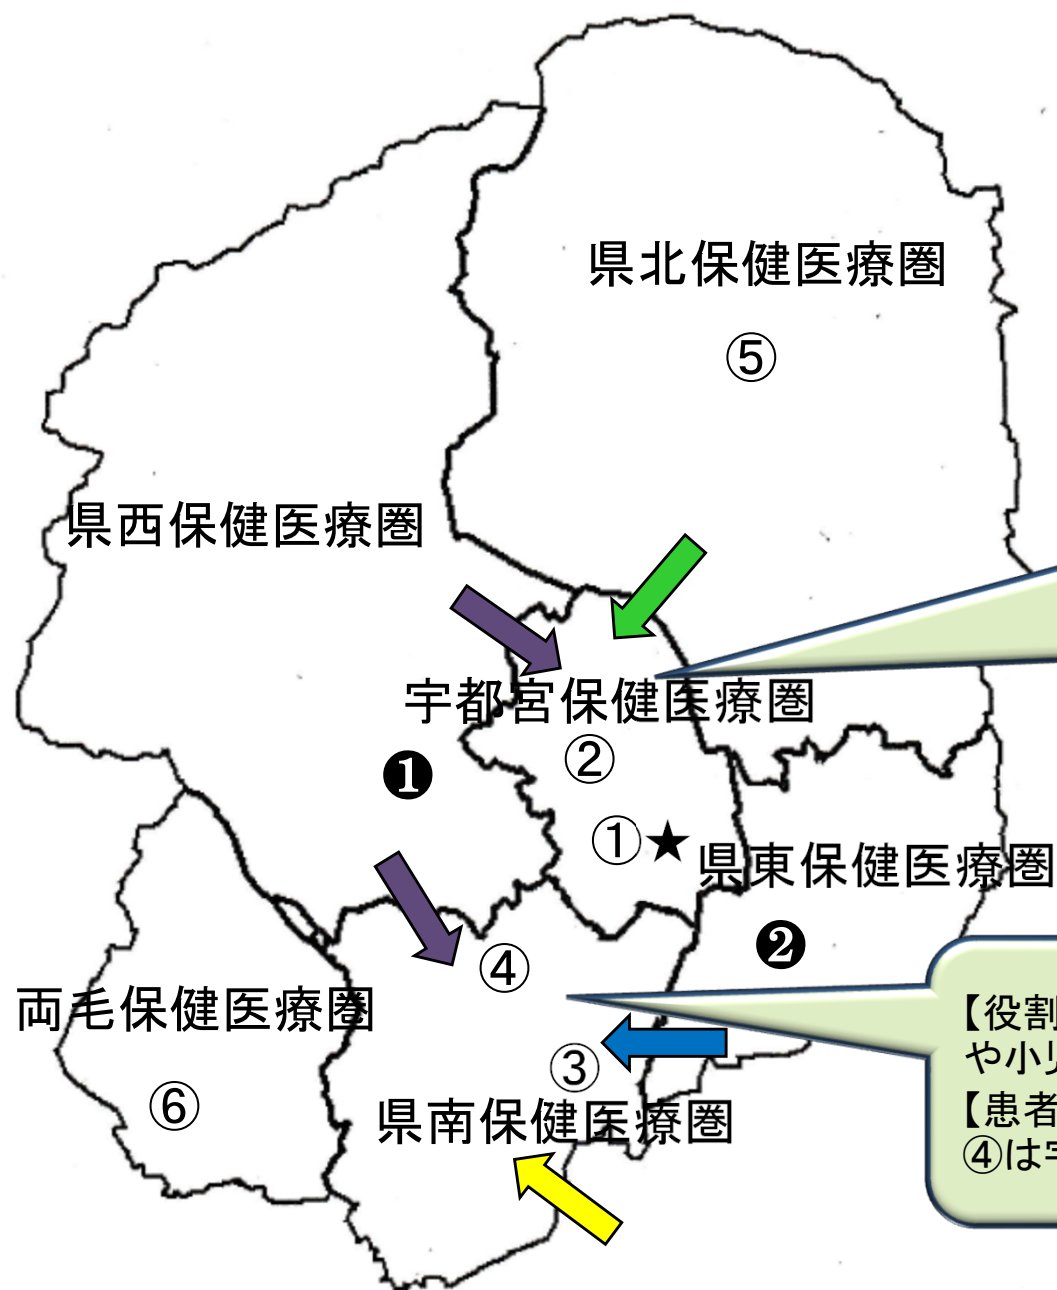 県北保健医療圏
⑤
県西保健医療圏
宇都宮保健医療圏
②
❶
①★
県東保健医療圏
❷
④
両毛保健医療圏
⑥
③
県南保健医療圏
【役割
や小
【患者
④は